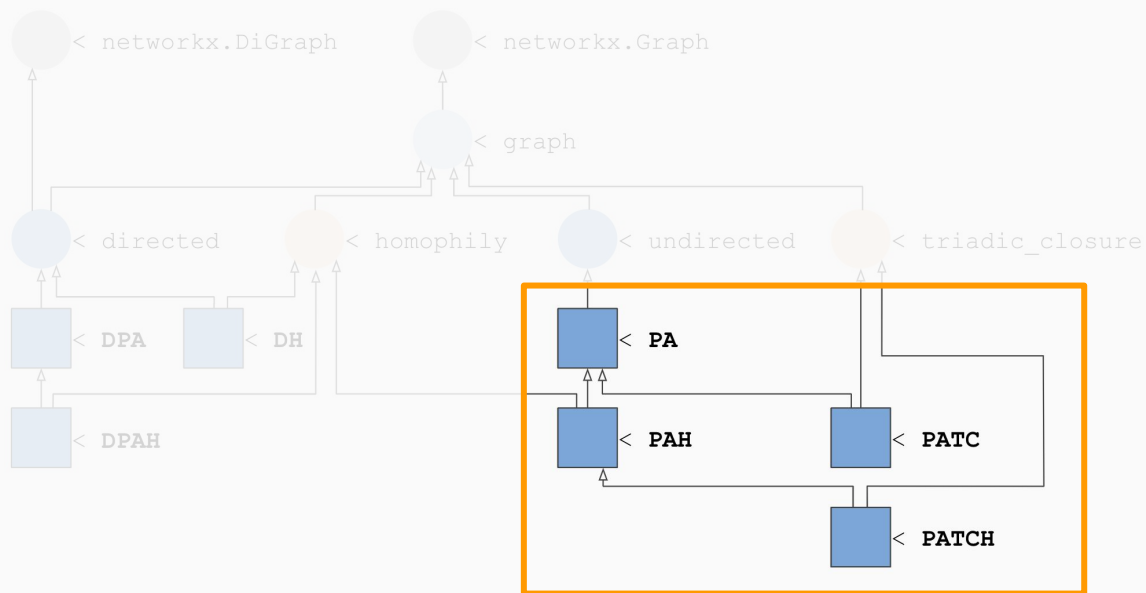 < networkx.DiGraph
< networkx.Graph
< graph
< directed
< homophily
< undirected
< triadic_closure
< DPA
< DH
< PA
< DPAH
< PAH
< PATC
< PATCH